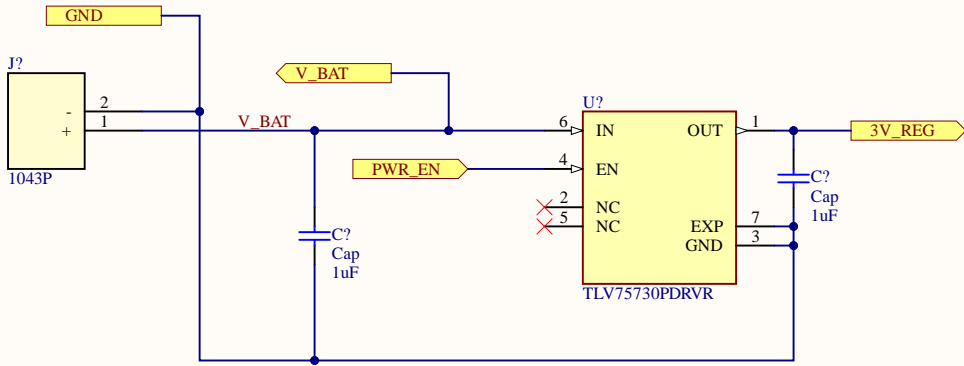 GND
J?
V_BAT
U?
-
2
+
1
V_BAT
6
IN
OUT
1
3V_REG
PWR_EN
4
EN
C?
Cap
1uF
1043P
2
NC
5
NC
EXP
7
GND
3
C?
Cap
1uF
TLV75730PDRVR